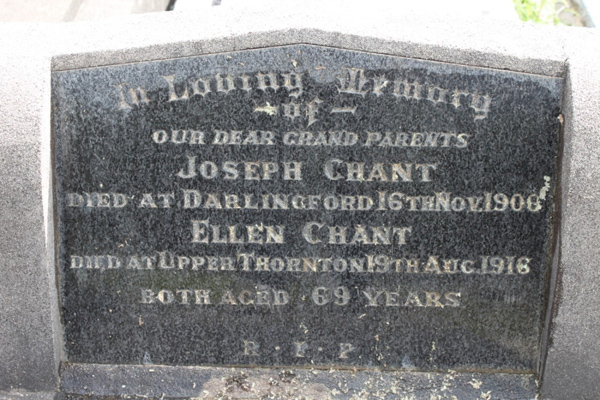 In Loving Memory
of
OUR DEAR GRAND PARENTS
JOSEPH CHANT
DIED AT DARLINGFORD 16TH NOV. 1906
ELLEN CHANT
DIED AT UPPER THORNTON 19TH AUG. 1916
BOTH AGED 69 YEARS
R · F · P